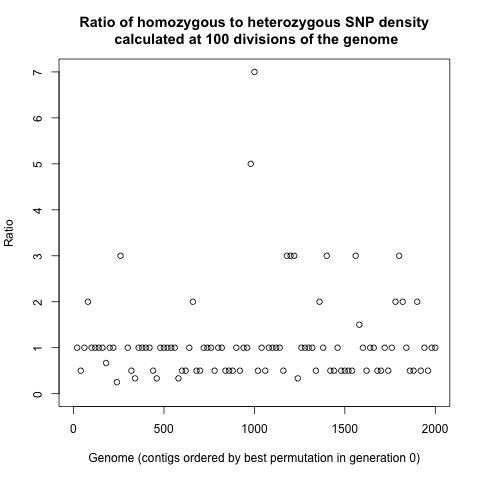 Ratio of homozygous to heterozygous SNP density
calculated at 100 divisions of the genome
Ratio
7
6
5
4
3
2
1
0
0 500 1000 1500 2000
Genome (contigs ordered by best permutation in generation 0)